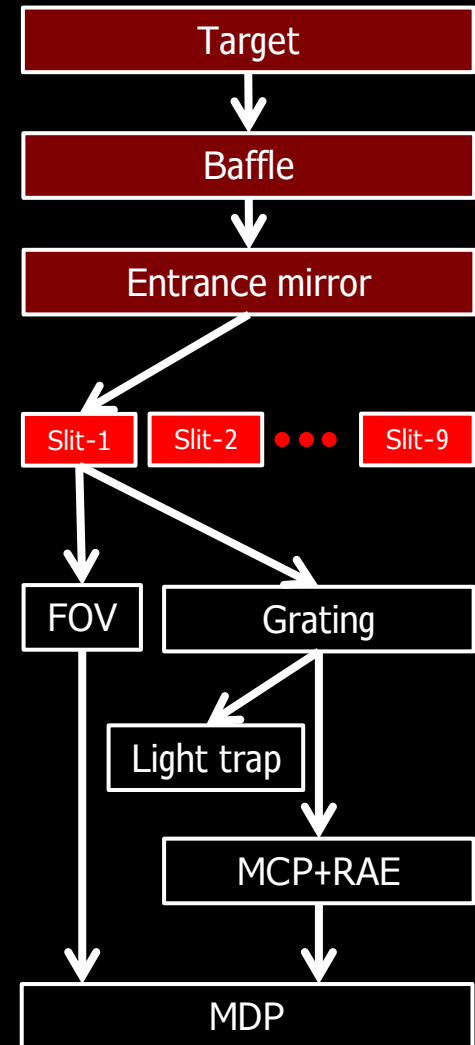 Target
Baffle
Entrance mirror
Slit-1 Slit-2 ••• Slit-9
FOV Grating
Light trap
MCP+RAE
MDP